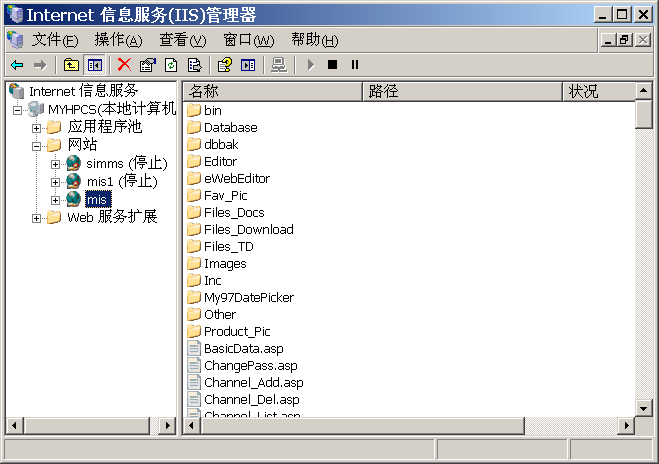 Internet 信息服务(IIS)管理器
文件(F) 操作(A) 查看(V) 窗口(W) 帮助(H)
Internet 信息服务
MYHPCS(本地计算机
应用程序池
网站
simms (停止)
mis1 (停止)
mis
Web 服务扩展
名称 路径 状况
bin
Database
dbbak
Editor
eWebEditor
Fav_Pic
Files_Docs
Files_Download
Files_TD
Images
Inc
My97DatePicker
Other
Product_Pic
BasicData.asp
ChangePass.asp
Channel_Add.asp
Channel_Del.asp
Channel_List.asp